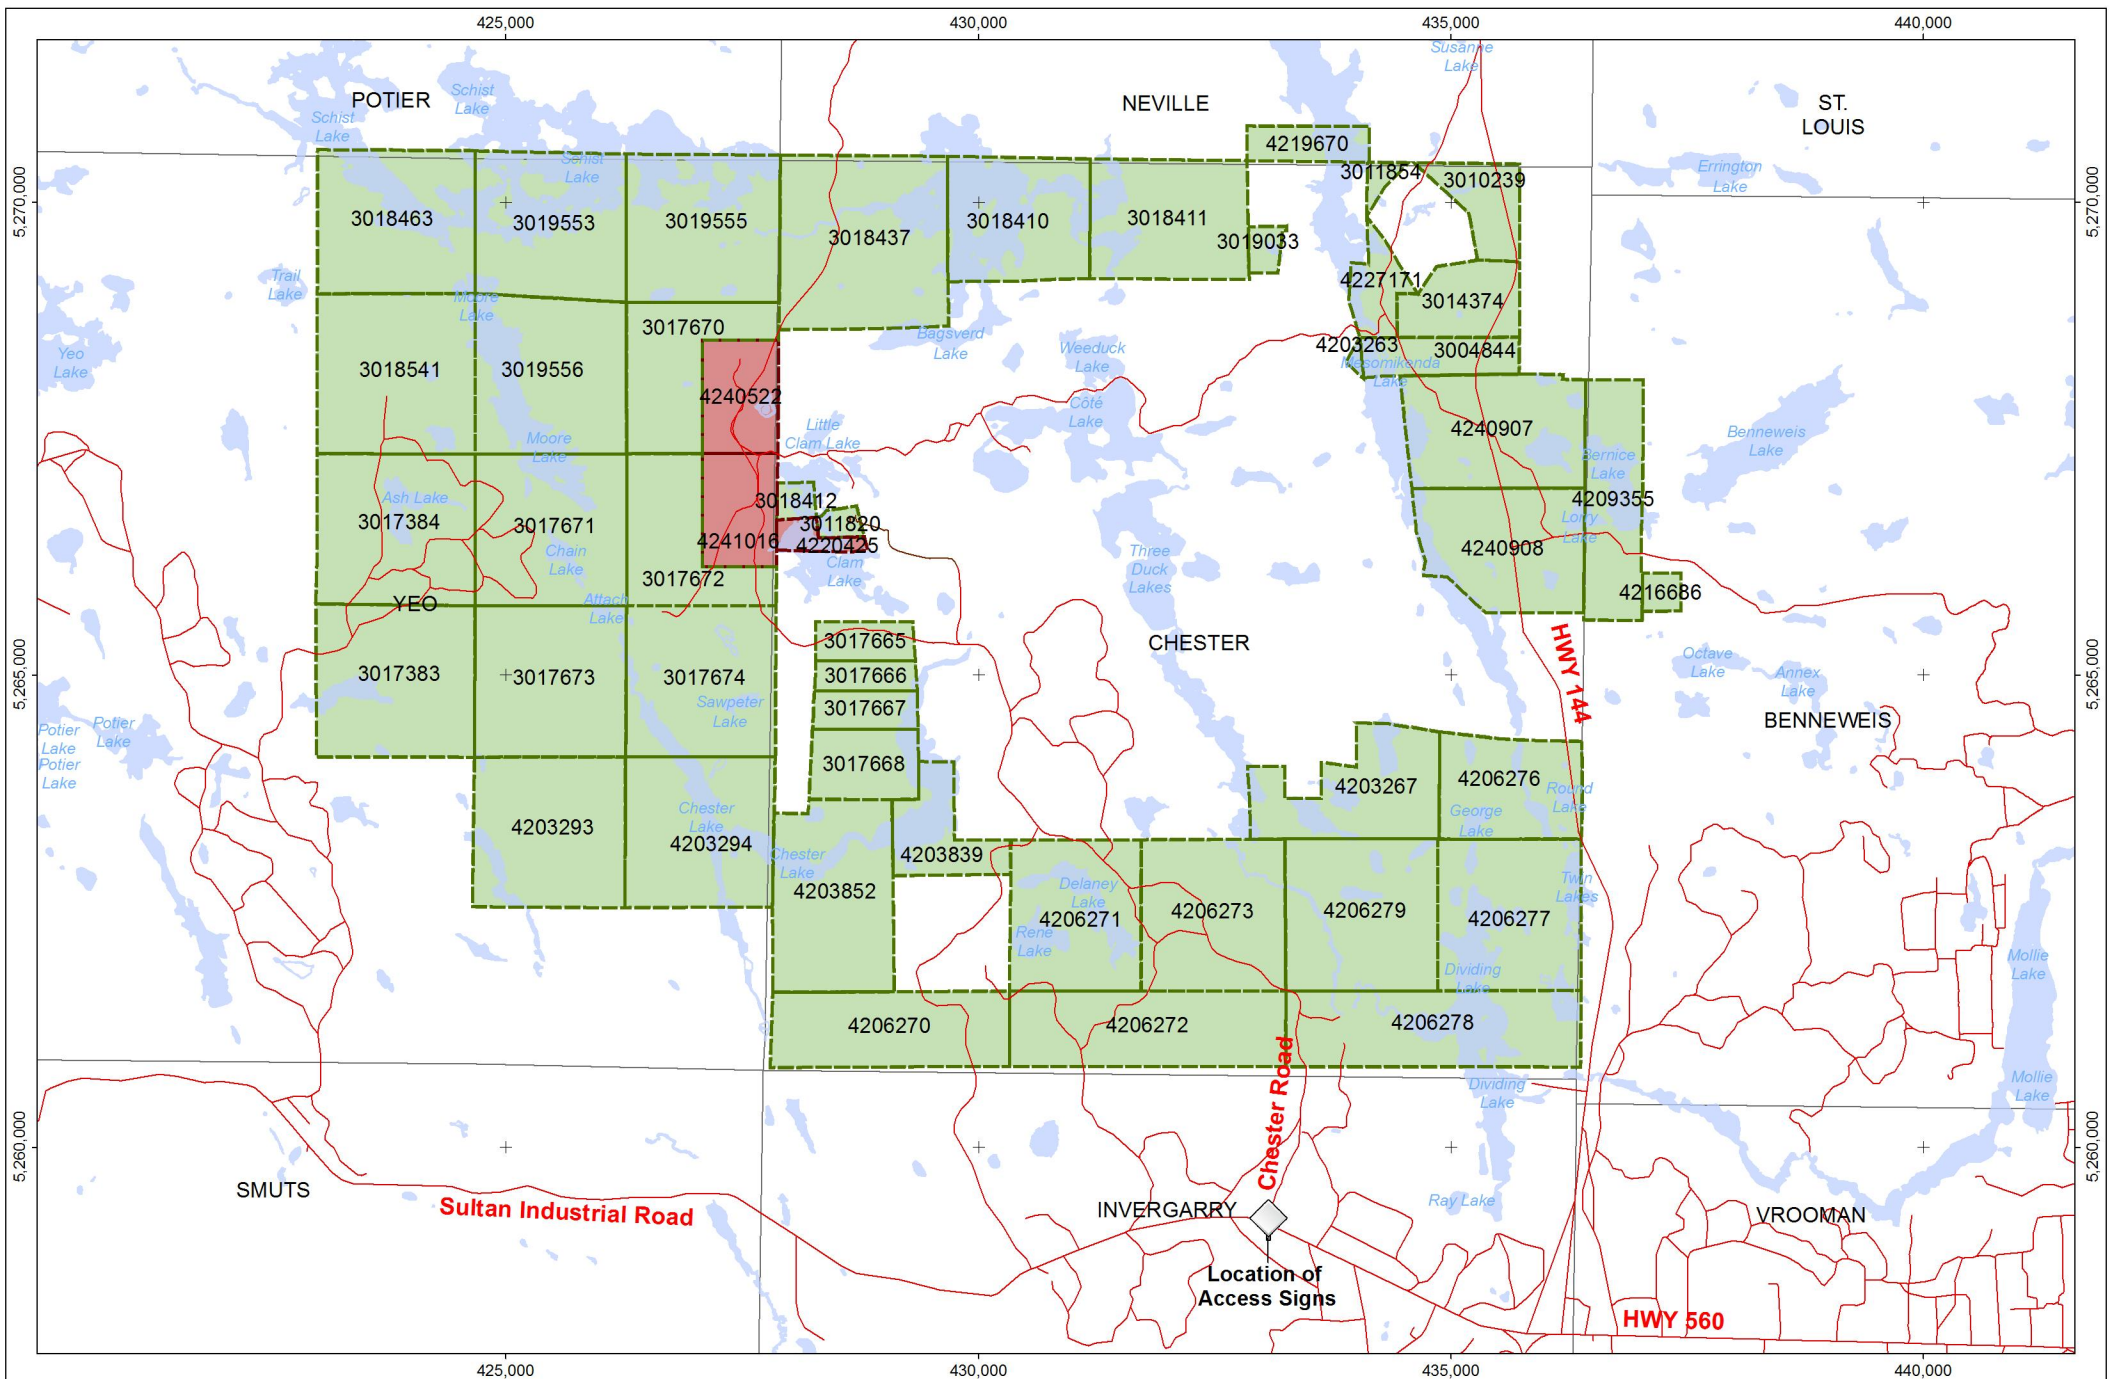 425,000
430,000
435,000
440,000
Susanne
Lake
POTIER
Schist
Lake
NEVILLE
ST.
LOUIS
Schist
Lake
4219670
Schist
Lake
3011854
3010239
Errington
Lake
5,270,000
5,270,000
3018463
3019553
3019555
3018437
3018410
3018411
3019033
Trail
Lake
Moore
Lake
4227171
3014374
3017670
Bagsverd
Lake
Weeduck
Lake
4203263
3004844
Mesomikenda
Lake
Yeo
Lake
3018541
3019556
4240522
Côté
Lake
Little
Clam Lake
4240907
Benneweis
Lake
Moore
Lake
Bernice
Lake
Ash Lake
3018412
4209355
3017384
3017671
3011820
Lorry
Lake
4241016
4220425
4240908
Chain
Lake
Clam
Lake
Three
Duck
Lakes
3017672
4216686
YEO
Attach
Lake
3017665
CHESTER
HWY 144
5,265,000
5,265,000
3017383
3017673
3017674
3017666
Octave
Lake
Annex
Lake
Sawpeter
Lake
3017667
BENNEWEIS
Potier
Lake
Potier
Lake
Potier
Lake
3017668
4203267
4206276
Round
Lake
Chester
Lake
George
Lake
4203293
4203294
Chester
Lake
4203839
4203852
Delaney
Lake
Twin
Lakes
4206271
4206273
4206279
4206277
Rene
Lake
Dividing
Lake
Mollie
Lake
4206270
4206272
4206278
Chester Road
Dividing
Lake
Mollie
Lake
5,260,000
5,260,000
SMUTS
Sultan Industrial Road
INVERGARRY
Ray Lake
VROOMAN
Location of
Access Signs
HWY 560
425,000
430,000
435,000
440,000